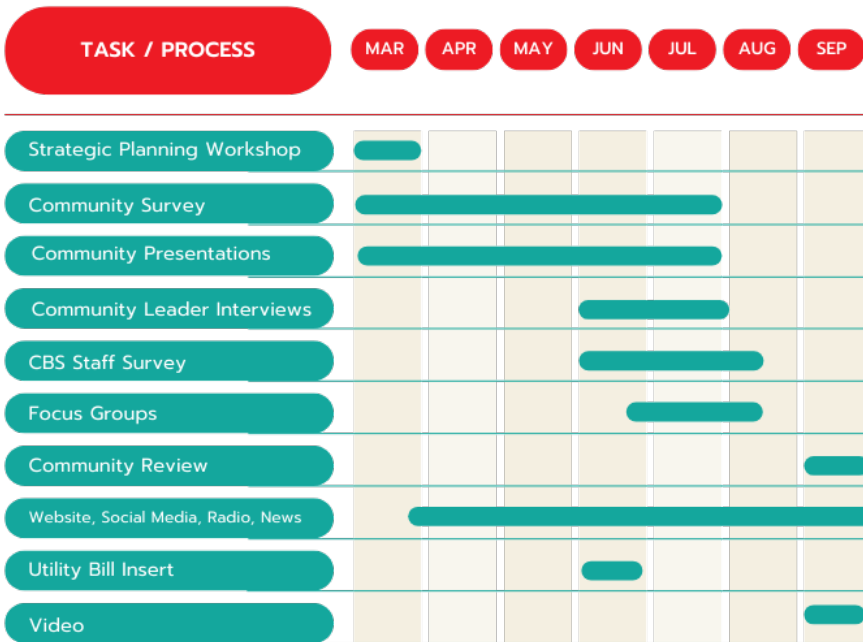 TASK / PROCESS MAR APR MAY JUN JUL AUG SEP
Strategic Planning Workshop
Community Survey
Community Presentations
Community Leader Interviews
CBS Staff Survey
Focus Groups
Community Review
Website, Social Media, Radio, News
Utility Bill Insert
Video